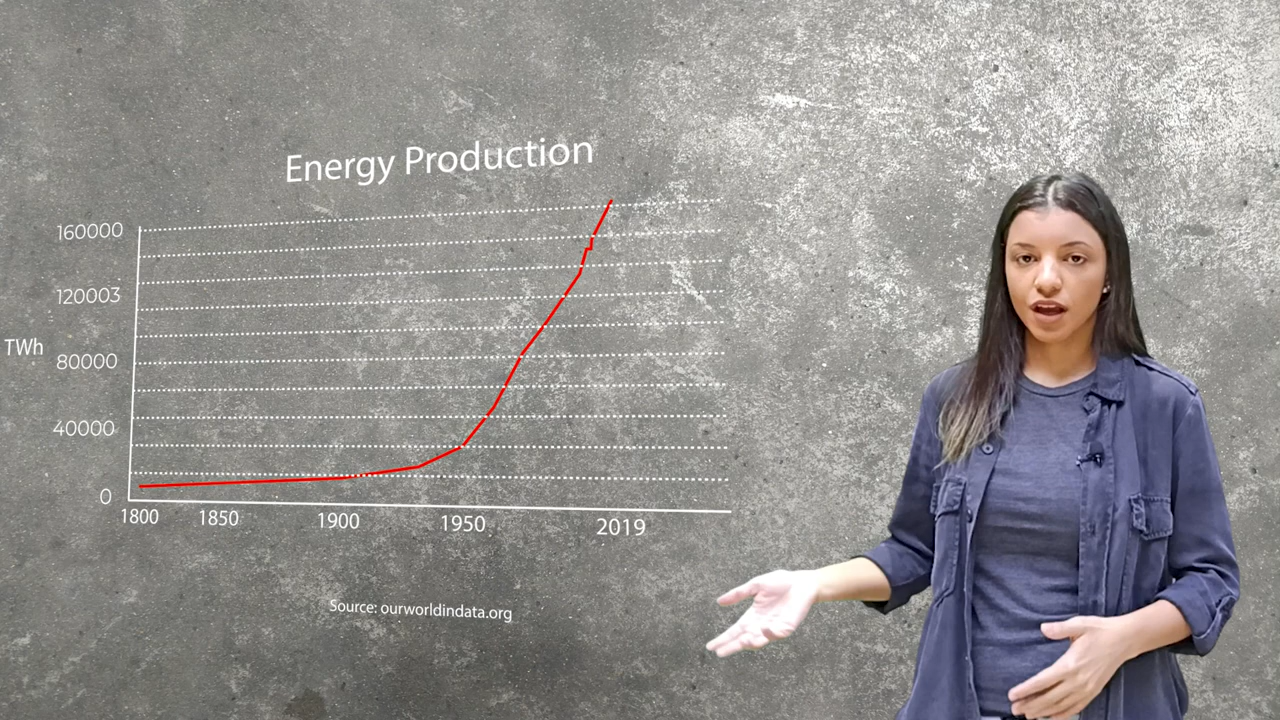 Energy Production
160000
120003
TWh
80000
40000
0
1800 1850 1900 1950 2019
Source: ourworldindata.org